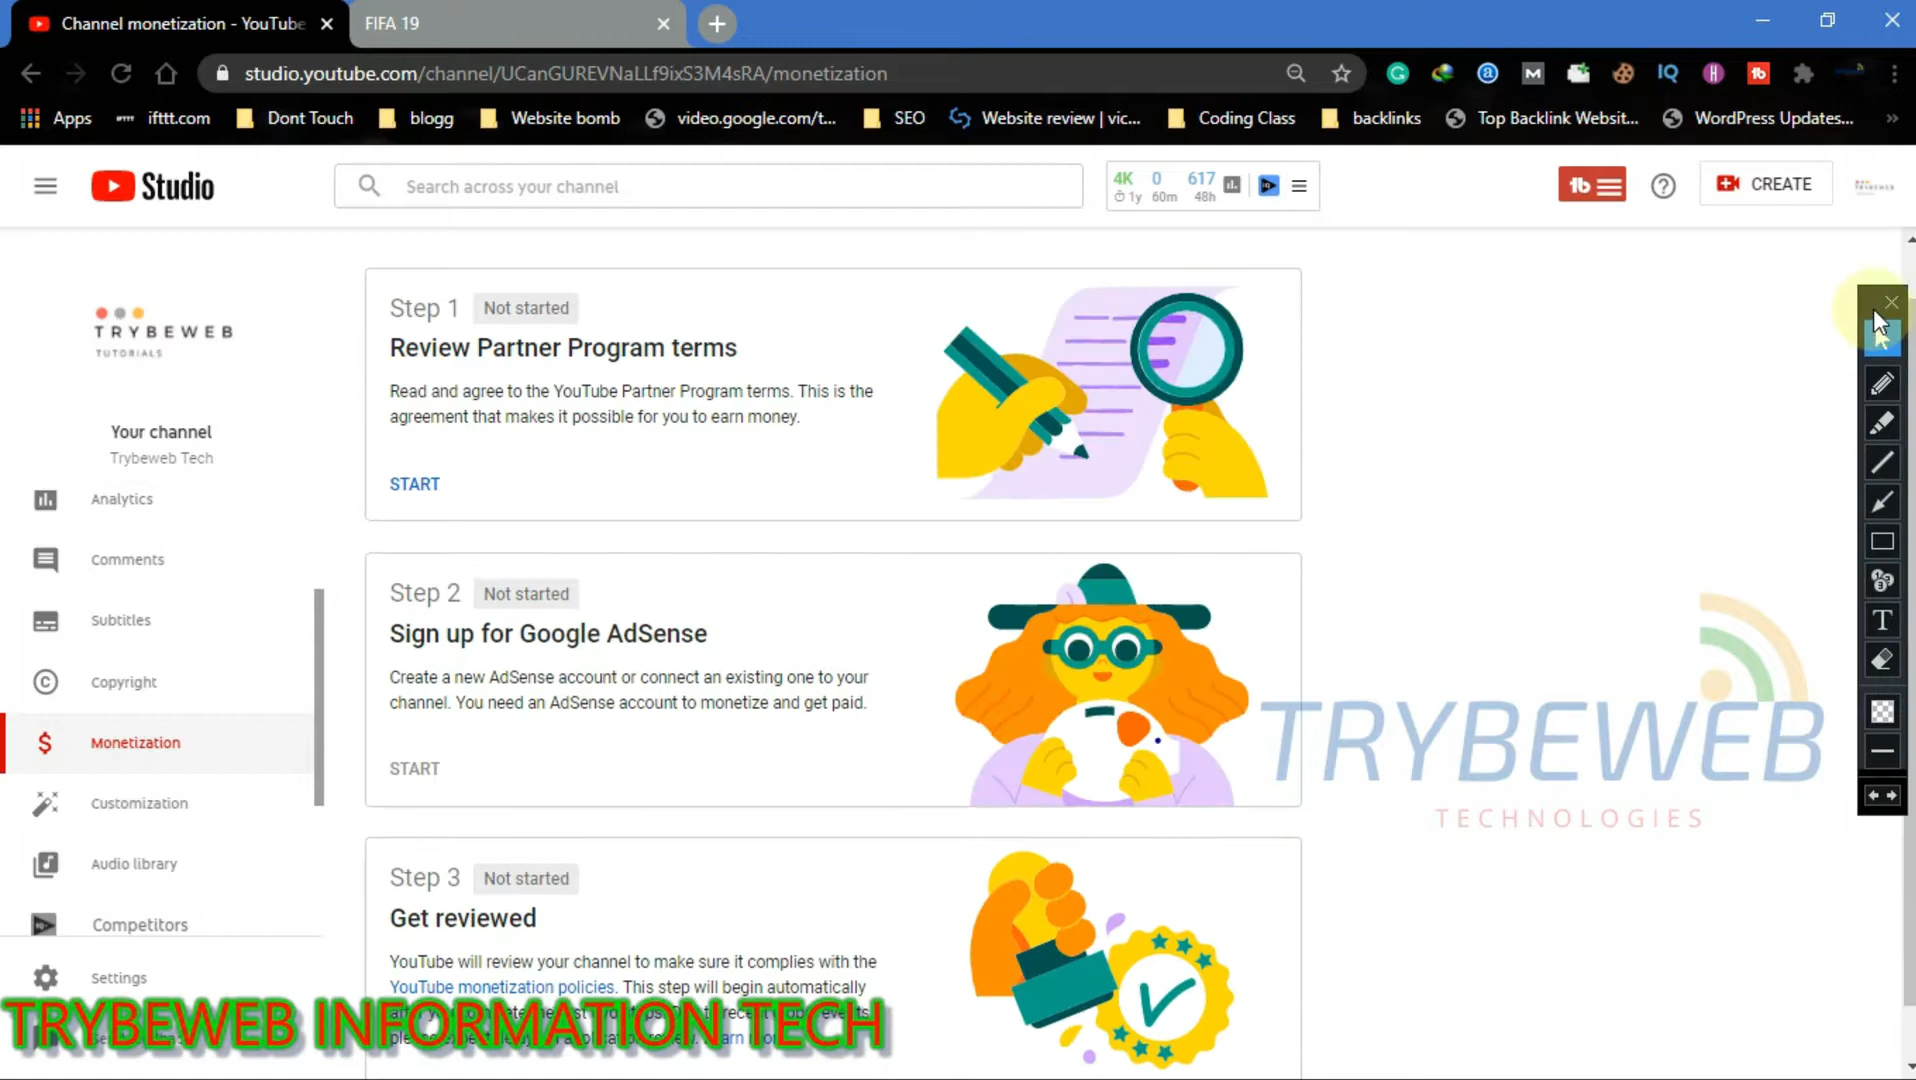 Channel monetization - YouTube
FIFA 19
studio.youtube.com/channel/UCanGUREVNaLLf9ixS3M4sRA/monetization
Apps
ifttt.com
Dont Touch
blogg
Website bomb
video.google.com/t...
SEO
Website review | vic...
Coding Class
backlinks
Top Backlink Websit...
WordPress Updates...
Studio
Search across your channel
4K 0 617
1y 60m 48h
CREATE
TRYBEWEB
TUTORIALS
Your channel
Trybeweb Tech
Analytics
Comments
Subtitles
Copyright
Monetization
Customization
Audio library
Competitors
Settings
Step 1 Not started
Review Partner Program terms
Read and agree to the YouTube Partner Program terms. This is the
agreement that makes it possible for you to earn money.
START
Step 2 Not started
Sign up for Google AdSense
Create a new AdSense account or connect an existing one to your
channel. You need an AdSense account to monetize and get paid.
START
Step 3 Not started
Get reviewed
YouTube will review your channel to make sure it complies with the
YouTube monetization policies. This step will begin automatically
TRYBEWEB
TECHNOLOGIES
TRYBEWEB INFORMATION TECH